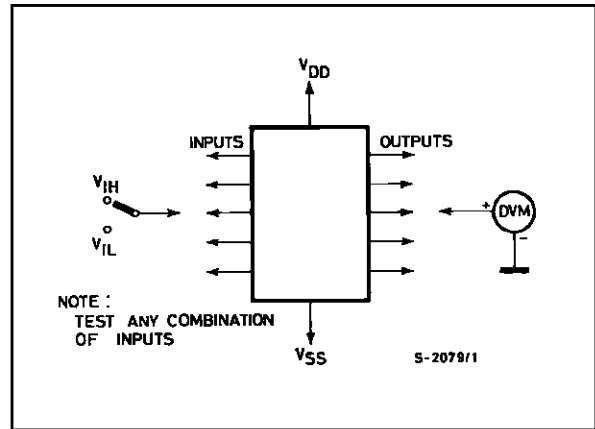 VDD
INPUTS
OUTPUTS
VIH
VIL
+
DVM
-
NOTE :
TEST ANY COMBINATION
OF INPUTS
VSS
S-2079/1